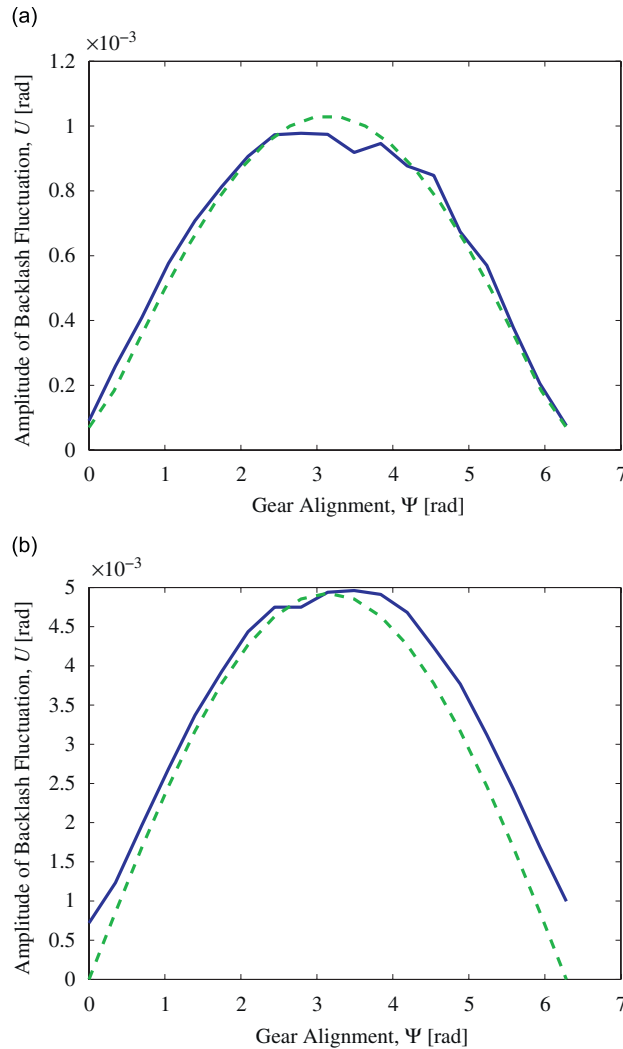 (a)
×10⁻³
1.2
1
0.8
0.6
0.4
0.2
0
0 1 2 3 4 5 6 7
Amplitude of Backlash Fluctuation, U [rad]
Gear Alignment, Ψ [rad]
(b)
×10⁻³
5
4.5
4
3.5
3
2.5
2
1.5
1
0.5
0
0 1 2 3 4 5 6 7
Amplitude of Backlash Fluctuation, U [rad]
Gear Alignment, Ψ [rad]